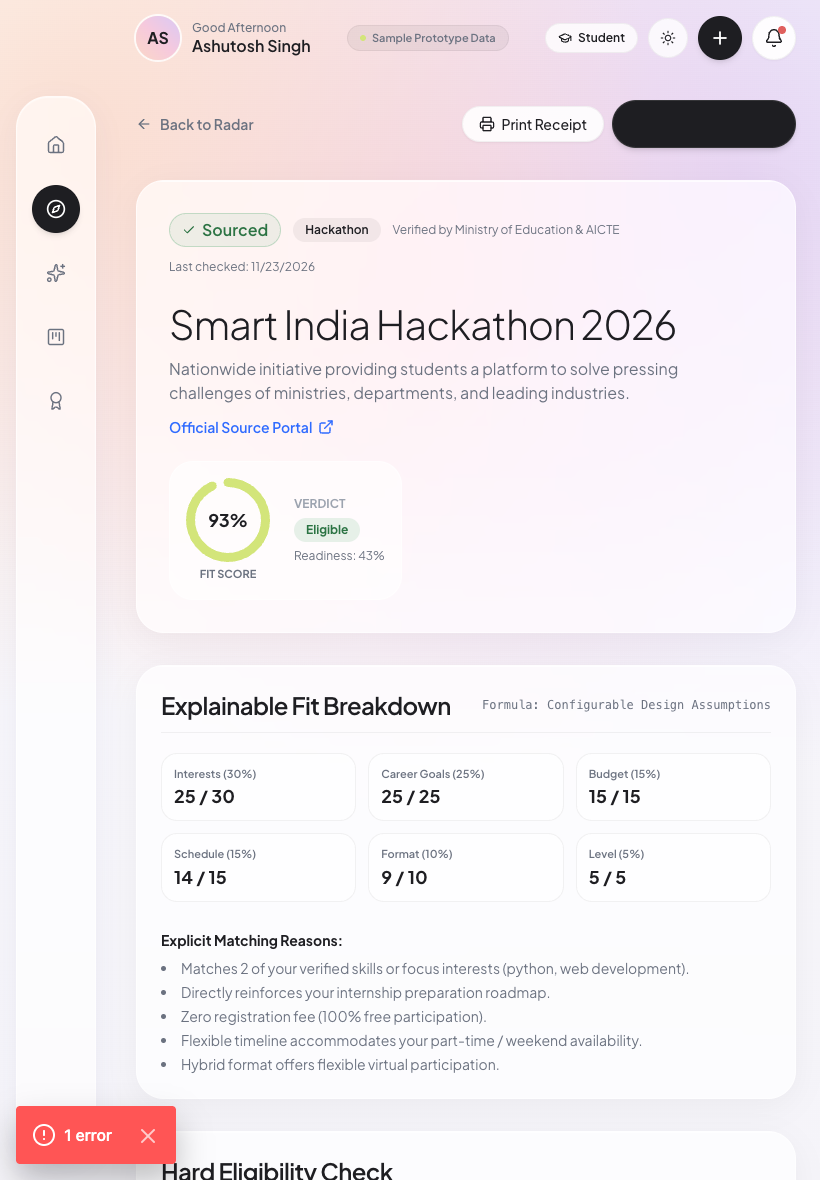 AS
Good Afternoon
Ashutosh Singh
Sample Prototype Data
Student
Back to Radar
Print Receipt
Sourced
Hackathon
Verified by Ministry of Education & AICTE
Last checked: 11/23/2026
Smart India Hackathon 2026
Nationwide initiative providing students a platform to solve pressing
challenges of ministries, departments, and leading industries.
Official Source Portal
93%
FIT SCORE
VERDICT
Eligible
Readiness: 43%
Explainable Fit Breakdown
Formula: Configurable Design Assumptions
Interests (30%)
25 / 30
Career Goals (25%)
25 / 25
Budget (15%)
15 / 15
Schedule (15%)
14 / 15
Format (10%)
9 / 10
Level (5%)
5 / 5
Explicit Matching Reasons:
Matches 2 of your verified skills or focus interests (python, web development).
Directly reinforces your internship preparation roadmap.
Zero registration fee (100% free participation).
Flexible timeline accommodates your part-time / weekend availability.
Hybrid format offers flexible virtual participation.
1 error
Hard Eligibility Check